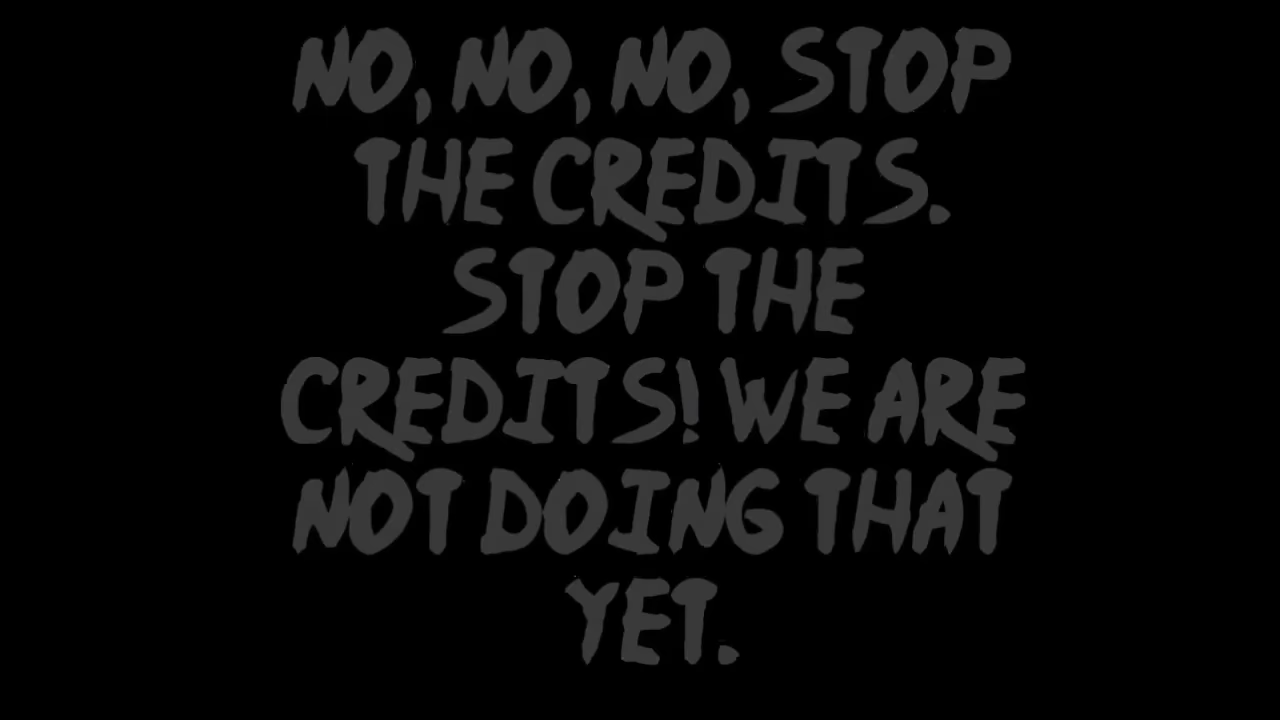 NO, NO, NO, STOP
THE CREDITS.
STOP THE
CREDITS! WE ARE
NOT DOING THAT
YET.